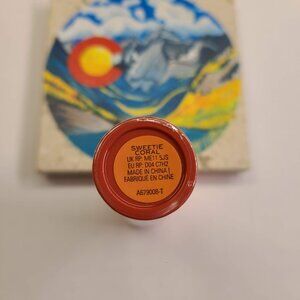 SWEETIE
CORAL
UK RP: ME11 5JS
EU RP: D04 C7H2
MADE IN CHINA |
FABRIQUÉ EN CHINE
A679008-T